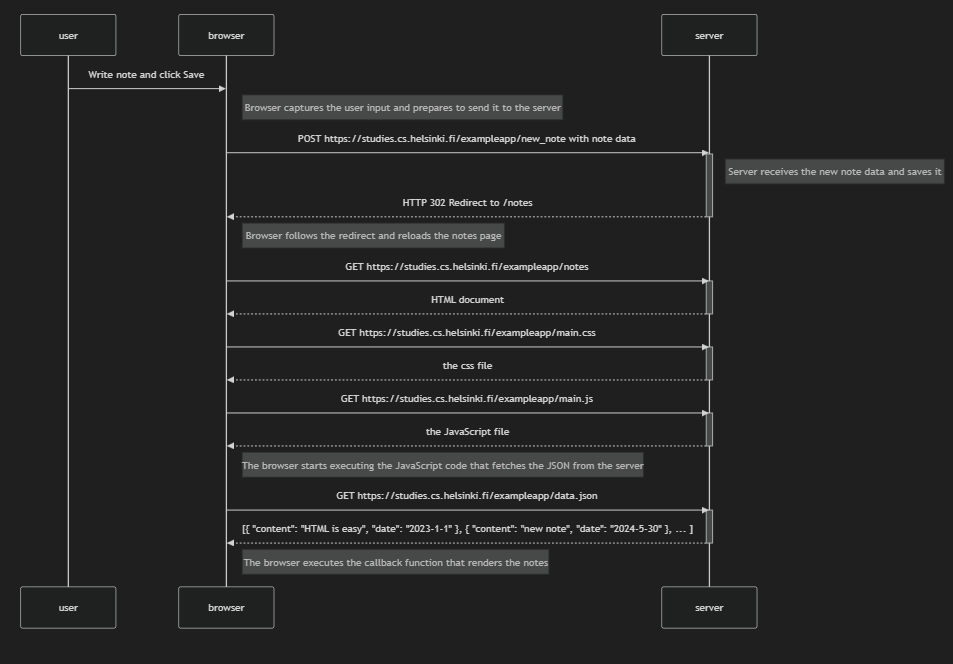 user browser server
Write note and click Save
Browser captures the user input and prepares to send it to the server
POST https://studies.cs.helsinki.fi/exampleapp/new_note with note data
Server receives the new note data and saves it
HTTP 302 Redirect to /notes
Browser follows the redirect and reloads the notes page
GET https://studies.cs.helsinki.fi/exampleapp/notes
HTML document
GET https://studies.cs.helsinki.fi/exampleapp/main.css
the css file
GET https://studies.cs.helsinki.fi/exampleapp/main.js
the JavaScript file
The browser starts executing the JavaScript code that fetches the JSON from the server
GET https://studies.cs.helsinki.fi/exampleapp/data.json
[{ "content": "HTML is easy", "date": "2023-1-1" }, { "content": "new note", "date": "2024-5-30" }, ... ]
The browser executes the callback function that renders the notes
user browser server